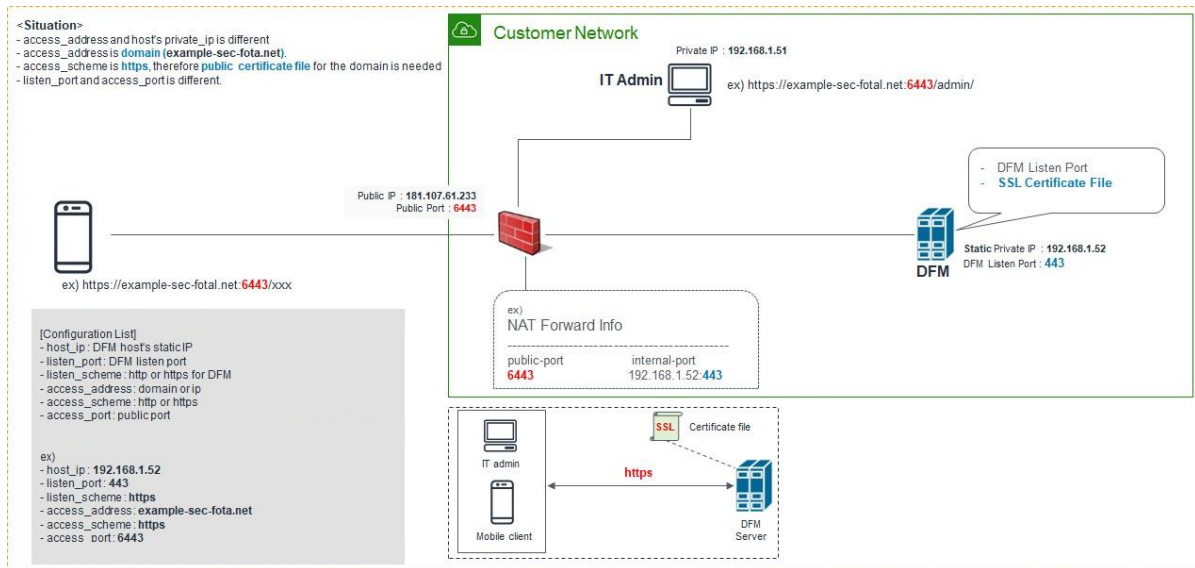 <Situation>
- access_address and host's private_ip is different
- access_address is domain (example-sec-fota.net).
- access_scheme is https, therefore public certificate file for the domain is needed
- listen_port and access_port is different.
Customer Network
Private IP : 192.168.1.51
IT Admin
ex) https://example-sec-fotal.net:6443/admin/
- DFM Listen Port
- SSL Certificate File
Public IP : 181.107.61.233
Public Port : 6443
Static Private IP : 192.168.1.52
DFM Listen Port : 443
DFM
ex) https://example-sec-fotal.net:6443/xxx
ex)
NAT Forward Info
public-port internal-port
6443 192.168.1.52:443
[Configuration List]
- host_ip : DFM host's static IP
- listen_port : DFM listen port
- listen_scheme : http or https for DFM
- access_address : domain or ip
- access_scheme : http or https
- access_port : public port
ex)
- host_ip : 192.168.1.52
- listen_port : 443
- listen_scheme : https
- access_address : example-sec-fota.net
- access_scheme : https
- access_port : 6443
SSL
Certificate file
IT admin
https
Mobile client
DFM
Server